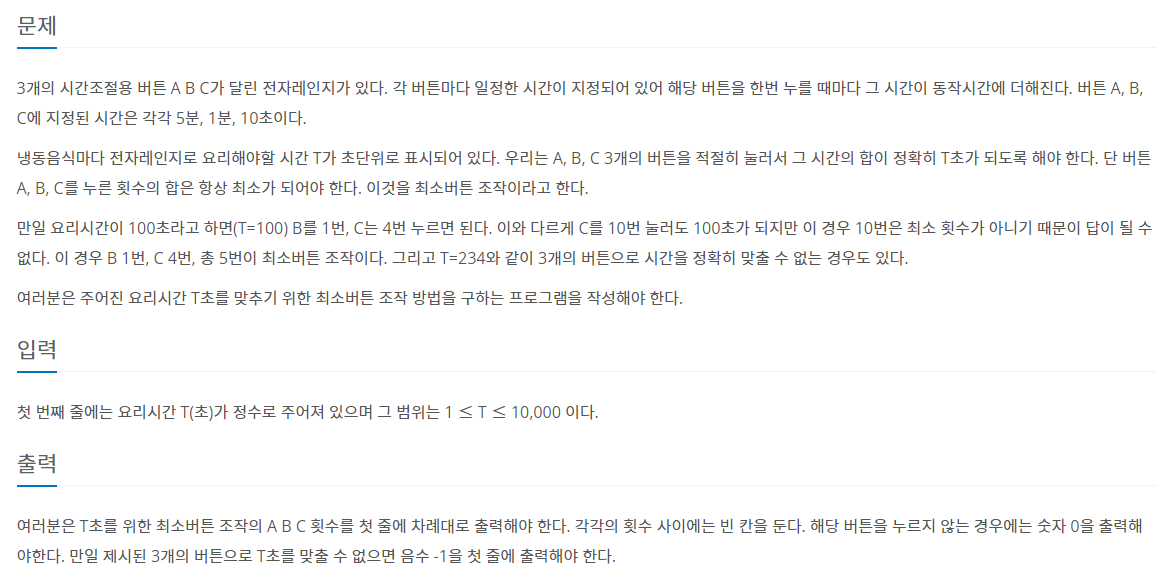 문제
3개의 시간조절용 버튼 A B C가 달린 전자레인지가 있다. 각 버튼마다 일정한 시간이 지정되어 있어 해당 버튼을 한번 누를 때마다 그 시간이 동작시간에 더해진다. 버튼 A, B,
C에 지정된 시간은 각각 5분, 1분, 10초이다.
냉동음식마다 전자레인지로 요리해야할 시간 T가 초단위로 표시되어 있다. 우리는 A, B, C 3개의 버튼을 적절히 눌러서 그 시간의 합이 정확히 T초가 되도록 해야 한다. 단 버튼
A, B, C를 누른 횟수의 합은 항상 최소가 되어야 한다. 이것을 최소버튼 조작이라고 한다.
만일 요리시간이 100초라고 하면(T=100) B를 1번, C는 4번 누르면 된다. 이와 다르게 C를 10번 눌러도 100초가 되지만 이 경우 10번은 최소 횟수가 아니기 때문이 답이 될 수
없다. 이 경우 B 1번, C 4번, 총 5번이 최소버튼 조작이다. 그리고 T=234와 같이 3개의 버튼으로 시간을 정확히 맞출 수 없는 경우도 있다.
여러분은 주어진 요리시간 T초를 맞추기 위한 최소버튼 조작 방법을 구하는 프로그램을 작성해야 한다.
입력
첫 번째 줄에는 요리시간 T(초)가 정수로 주어져 있으며 그 범위는 1 ≤ T ≤ 10,000 이다.
출력
여러분은 T초를 위한 최소버튼 조작의 A B C 횟수를 첫 줄에 차례대로 출력해야 한다. 각각의 횟수 사이에는 빈 칸을 둔다. 해당 버튼을 누르지 않는 경우에는 숫자 0을 출력해
야한다. 만일 제시된 3개의 버튼으로 T초를 맞출 수 없으면 음수 -1을 첫 줄에 출력해야 한다.